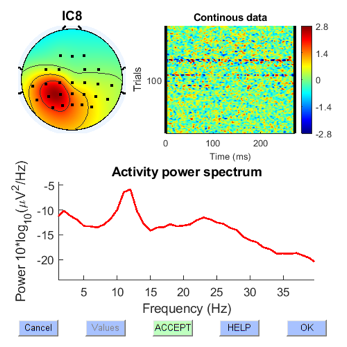 IC8
Continous data
Trials
100
2.8
1.4
0
-1.4
-2.8
0 100 200
Time (ms)
Activity power spectrum
Power 10*log10(μV2/Hz)
-5
-10
-15
-20
5 10 15 20 25 30 35
Frequency (Hz)
Cancel Values ACCEPT HELP OK